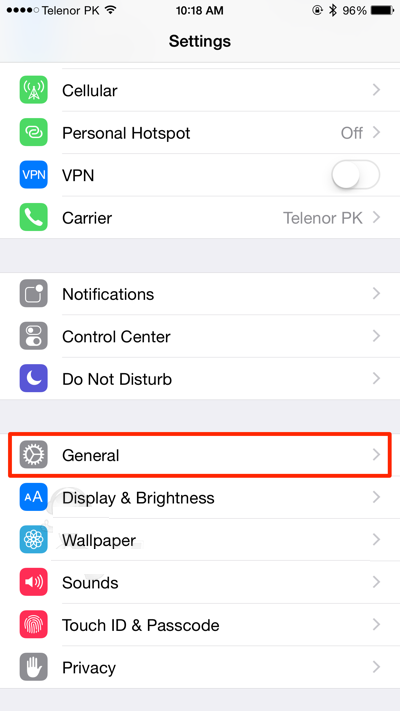 Telenor PK 10:18 AM 96%
Settings
Cellular
Personal Hotspot Off
VPN VPN
Carrier Telenor PK
Notifications
Control Center
Do Not Disturb
General
AA Display & Brightness
Wallpaper
Sounds
Touch ID & Passcode
Privacy